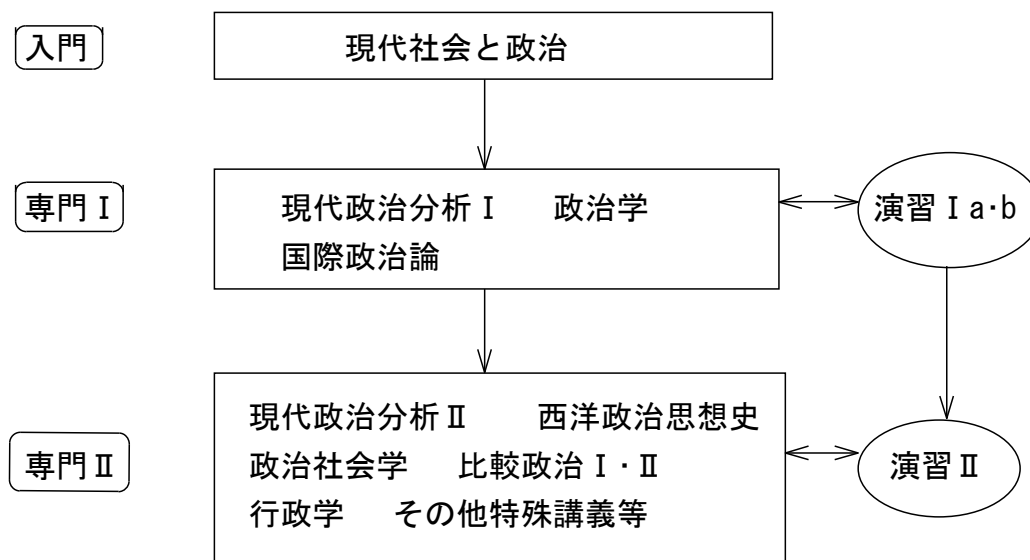 入門
現代社会と政治
専門Ⅰ
現代政治分析Ⅰ 政治学
国際政治論
演習Ⅰa・b
専門Ⅱ
現代政治分析Ⅱ 西洋政治思想史
政治社会学 比較政治Ⅰ・Ⅱ
行政学 その他特殊講義等
演習Ⅱ